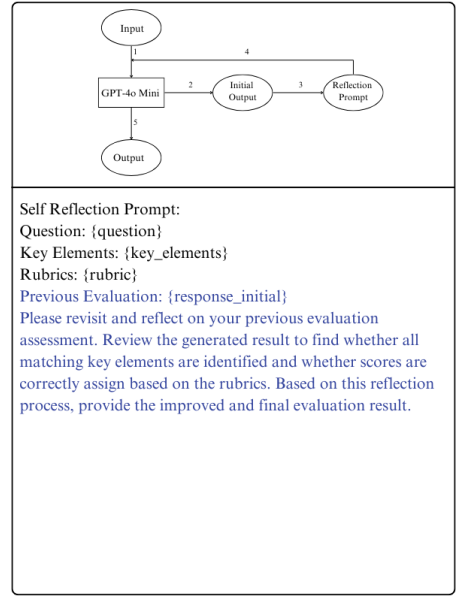 Input
1
4
GPT-4o Mini
2
Initial
Output
3
Reflection
Prompt
5
Output
Self Reflection Prompt:
Question: {question}
Key Elements: {key_elements}
Rubrics: {rubric}
Previous Evaluation: {response_initial}
Please revisit and reflect on your previous evaluation
assessment. Review the generated result to find whether all
matching key elements are identified and whether scores are
correctly assign based on the rubrics. Based on this reflection
process, provide the improved and final evaluation result.